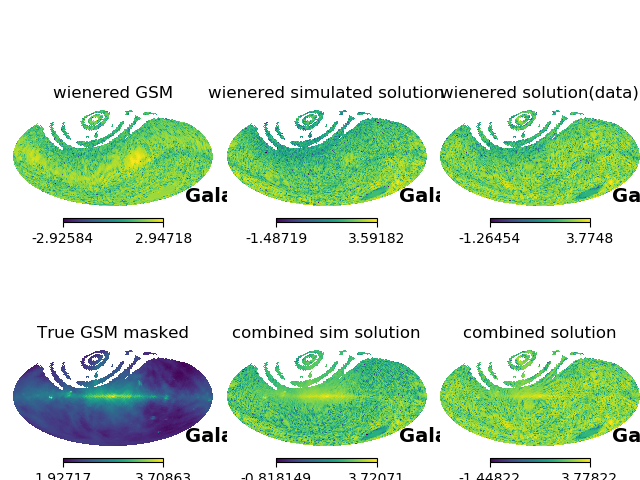 wienered GSM
wienered simulated solution
wienered solution(data)
Gala
Gala
Ga
-2.92584 2.94718
-1.48719 3.59182
-1.26454 3.7748
True GSM masked
combined sim solution
combined solution
Gala
Gala
Ga
1.92717 3.70863
-0.818149 3.72071
-1.44822 3.77822